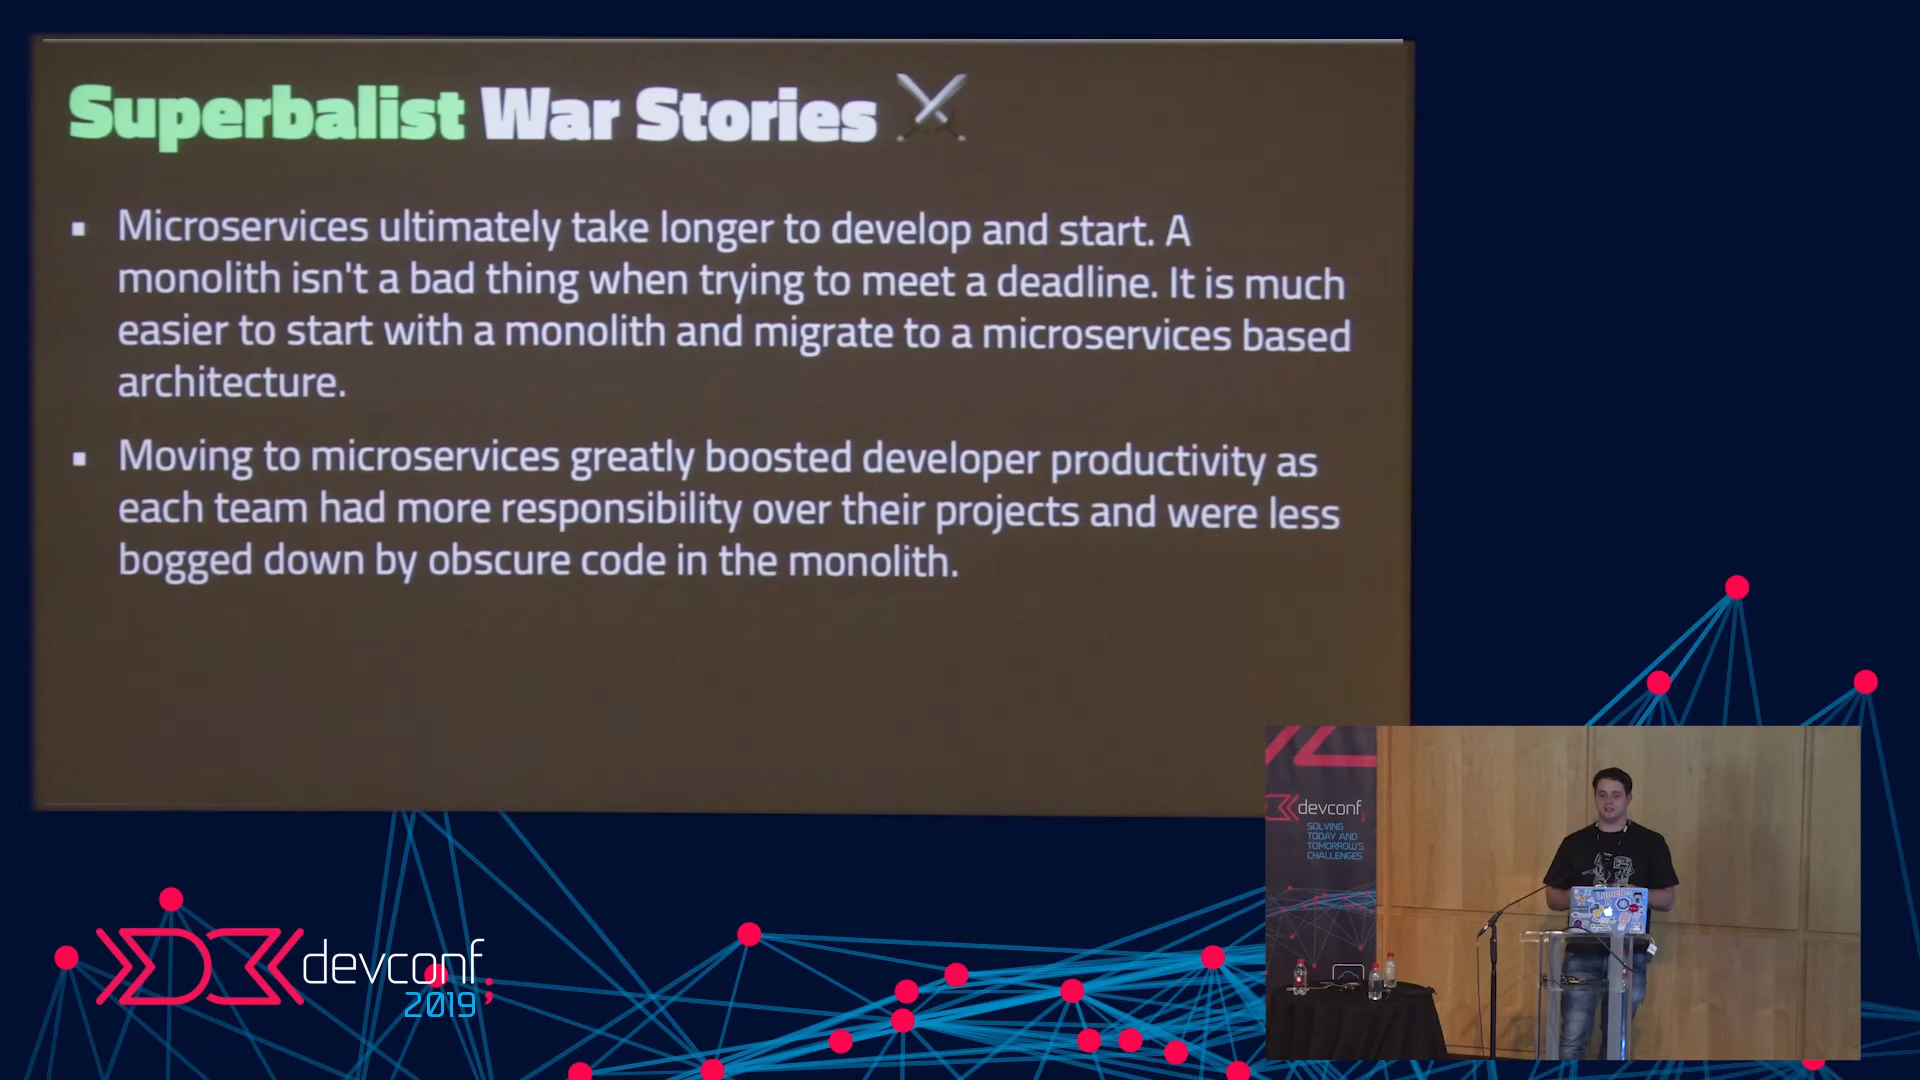 Superbalist War Stories
Microservices ultimately take longer to develop and start. A
monolith isn't a bad thing when trying to meet a deadline. It is much
easier to start with a monolith and migrate to a microservices based
architecture.
Moving to microservices greatly boosted developer productivity as
each team had more responsibility over their projects and were less
bogged down by obscure code in the monolith.
devconf;
SOLVING
TODAY AND
TOMORROW'S
CHALLENGES
devconf;
2019